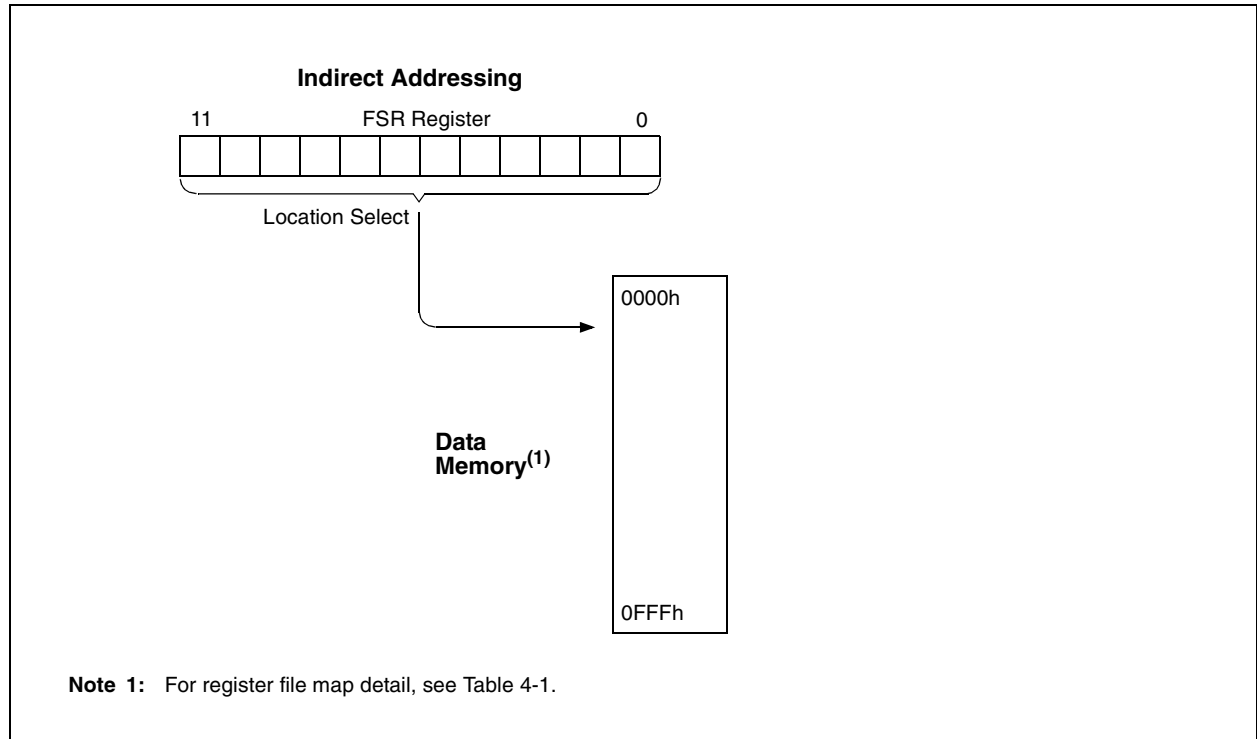 Indirect Addressing
11 FSR Register 0
Location Select
0000h
Data
Memory(1)
0FFFh
Note 1: For register file map detail, see Table 4-1.